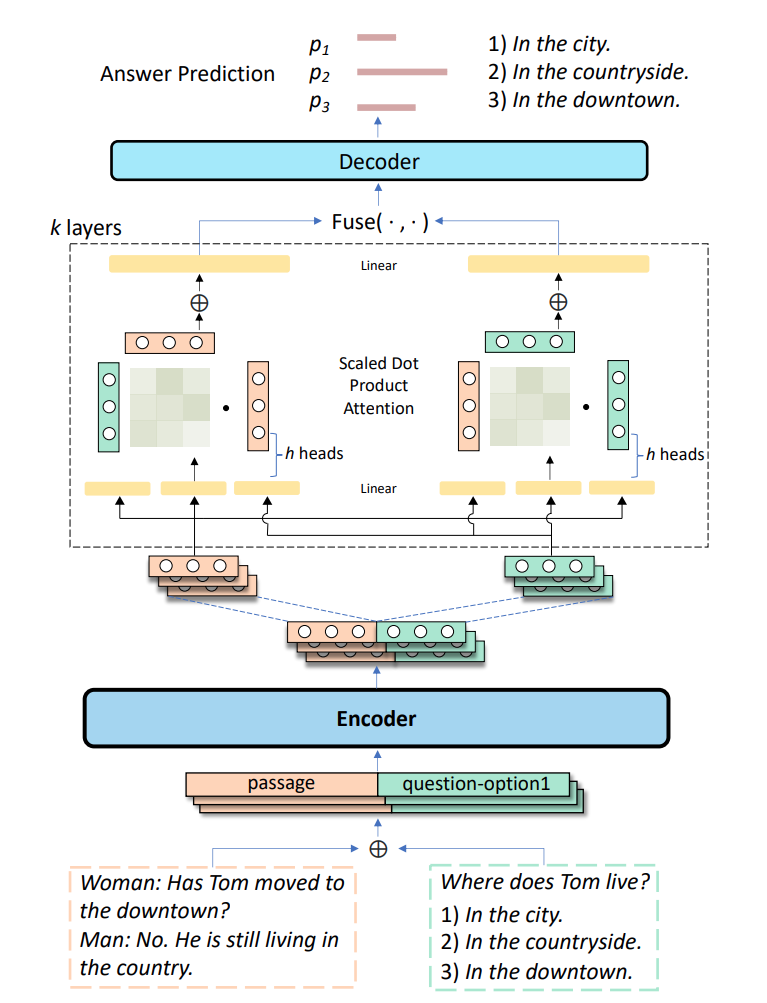 Answer Prediction
p1
p2
p3
1) In the city.
2) In the countryside.
3) In the downtown.
Decoder
k layers
Fuse( · , · )
Linear
Scaled Dot
Product
Attention
h heads
h heads
Linear
Encoder
passage
question-option1
Woman: Has Tom moved to
the downtown?
Man: No. He is still living in
the country.
Where does Tom live?
1) In the city.
2) In the countryside.
3) In the downtown.